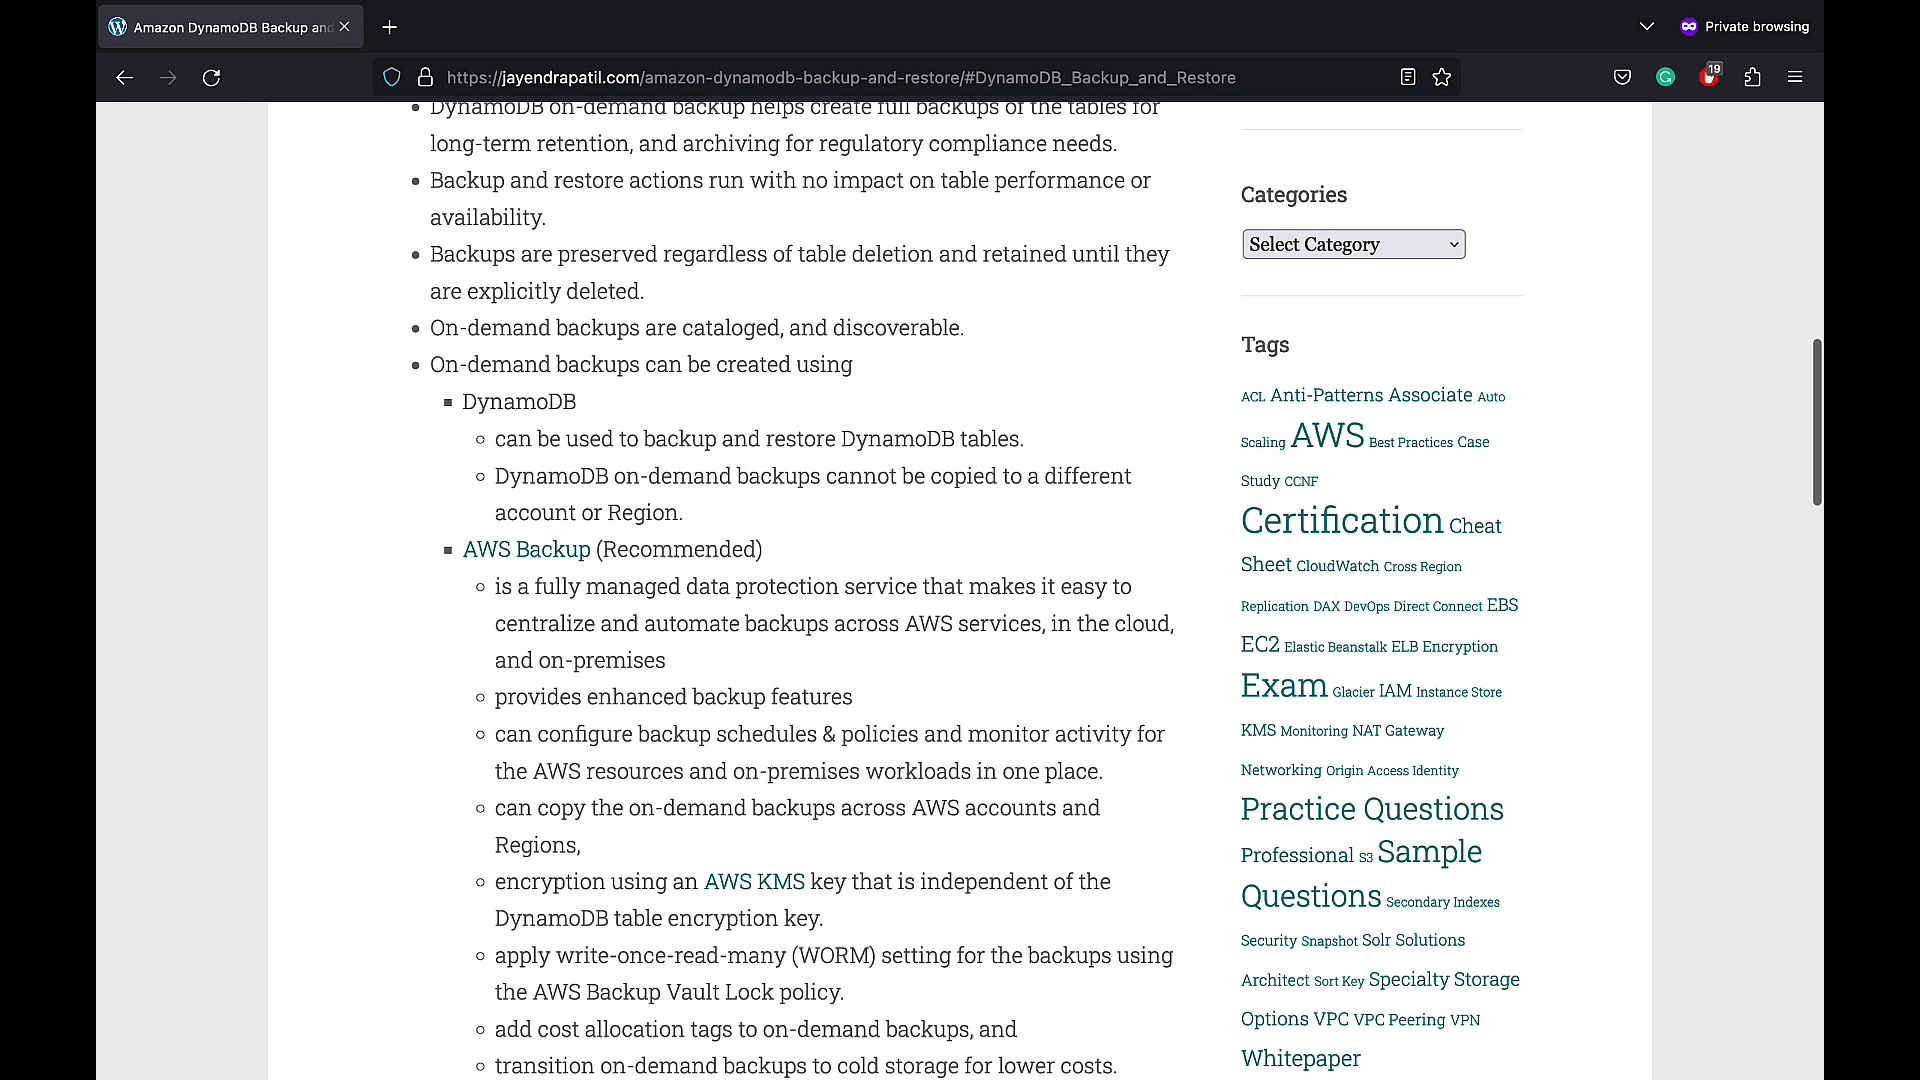 Amazon DynamoDB Backup and
Private browsing
https://jayendrapatil.com/amazon-dynamodb-backup-and-restore/#DynamoDB_Backup_and_Restore
19
DynamoDB on-demand backup helps create full backups of the tables for
long-term retention, and archiving for regulatory compliance needs.
Backup and restore actions run with no impact on table performance or
availability.
Backups are preserved regardless of table deletion and retained until they
are explicitly deleted.
On-demand backups are cataloged, and discoverable.
On-demand backups can be created using
DynamoDB
can be used to backup and restore DynamoDB tables.
DynamoDB on-demand backups cannot be copied to a different
account or Region.
AWS Backup (Recommended)
is a fully managed data protection service that makes it easy to
centralize and automate backups across AWS services, in the cloud,
and on-premises
provides enhanced backup features
can configure backup schedules & policies and monitor activity for
the AWS resources and on-premises workloads in one place.
can copy the on-demand backups across AWS accounts and
Regions,
encryption using an AWS KMS key that is independent of the
DynamoDB table encryption key.
apply write-once-read-many (WORM) setting for the backups using
the AWS Backup Vault Lock policy.
add cost allocation tags to on-demand backups, and
transition on-demand backups to cold storage for lower costs.
Categories
Select Category
Tags
ACL Anti-Patterns Associate Auto
Scaling AWS Best Practices Case
Study CCNF
Certification Cheat
Sheet CloudWatch Cross Region
Replication DAX DevOps Direct Connect EBS
EC2 Elastic Beanstalk ELB Encryption
Exam Glacier IAM Instance Store
KMS Monitoring NAT Gateway
Networking Origin Access Identity
Practice Questions
Professional S3 Sample
Questions Secondary Indexes
Security Snapshot Solr Solutions
Architect Sort Key Specialty Storage
Options VPC VPC Peering VPN
Whitepaper